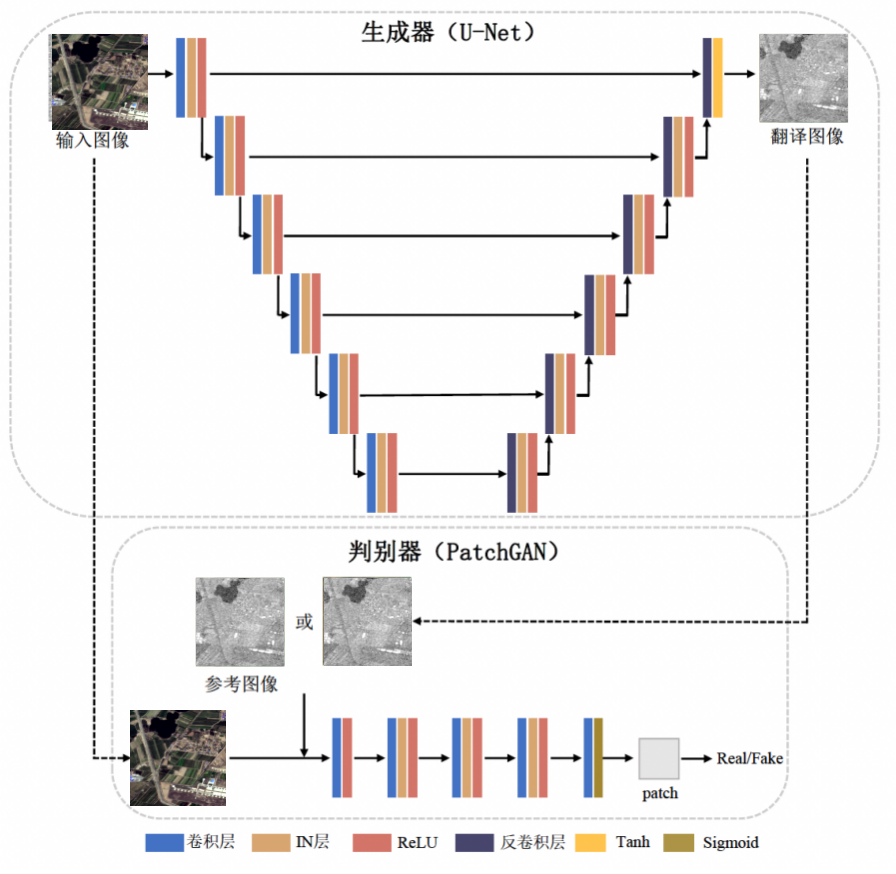 生成器（U-Net）
输入图像
翻译图像
判别器（PatchGAN）
或
参考图像
patch
Real/Fake
卷积层 IN层 ReLU 反卷积层 Tanh Sigmoid